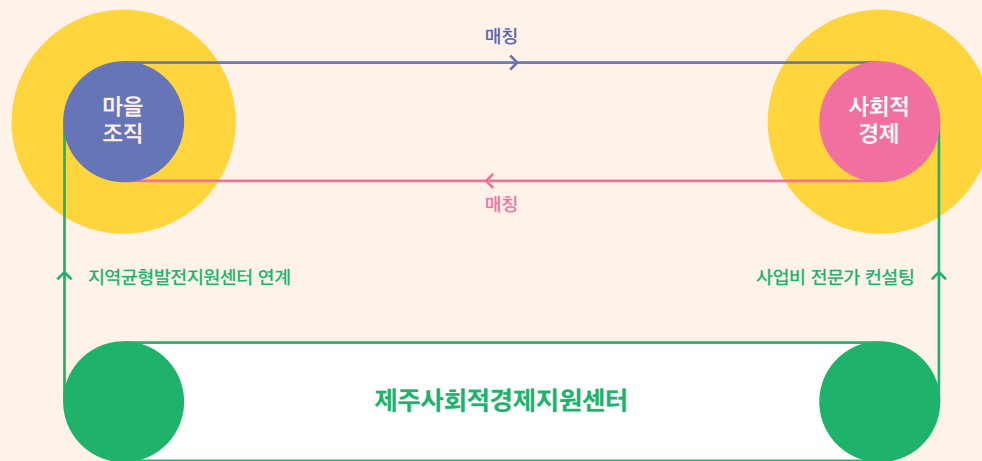 매칭
마을
조직
사회적
경제
매칭
지역균형발전지원센터 연계
사업비 전문가 컨설팅
제주사회적경제지원센터